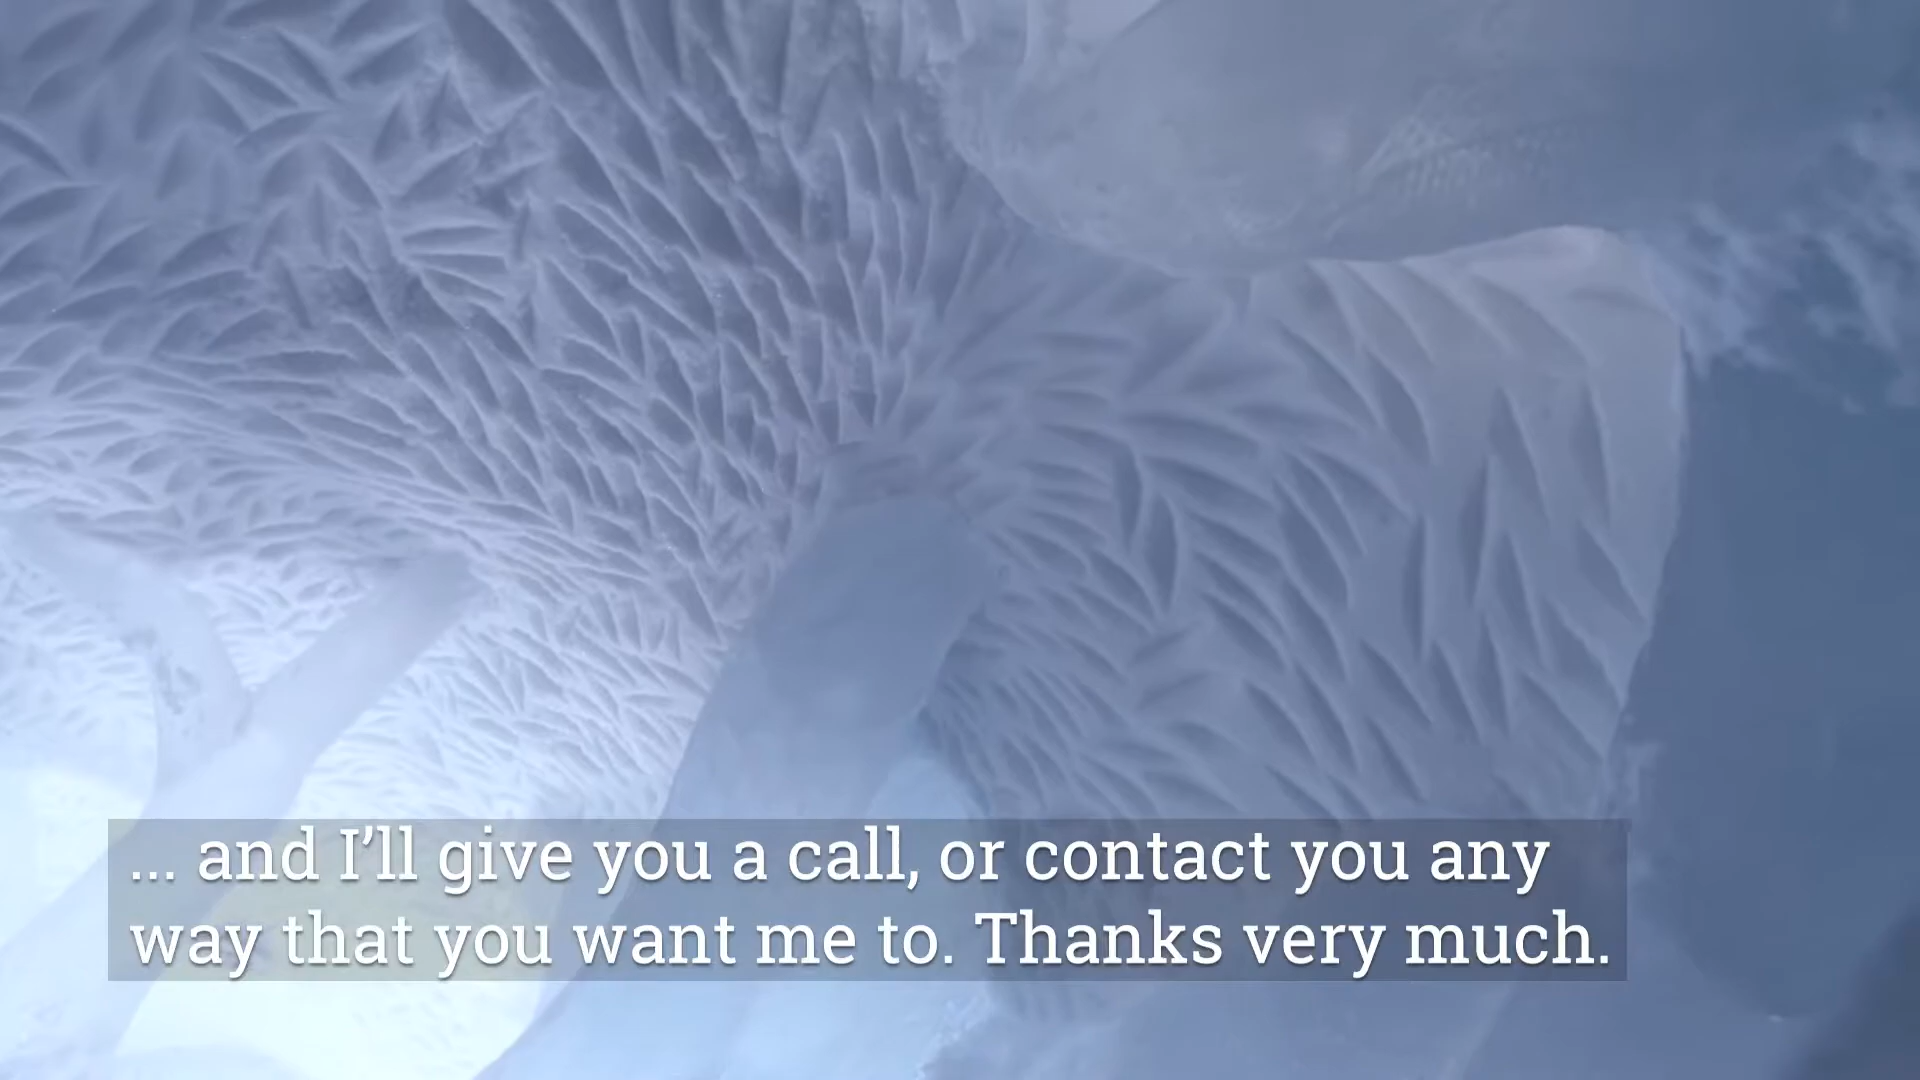 ... and I’ll give you a call, or contact you any
way that you want me to. Thanks very much.